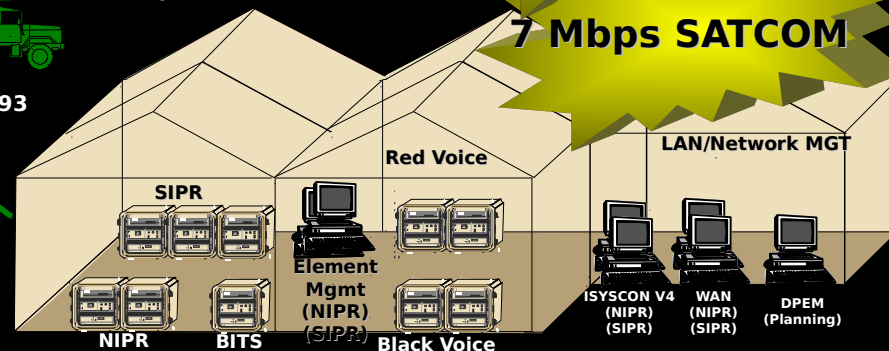 7 Mbps SATCOM
93
LAN/Network MGT
Red Voice
SIPR
Element
Mgmt
(NIPR)
(SIPR)
ISYSCON V4
(NIPR)
(SIPR)
WAN
(NIPR)
(SIPR)
DPEM
(Planning)
NIPR
BITS
Black Voice